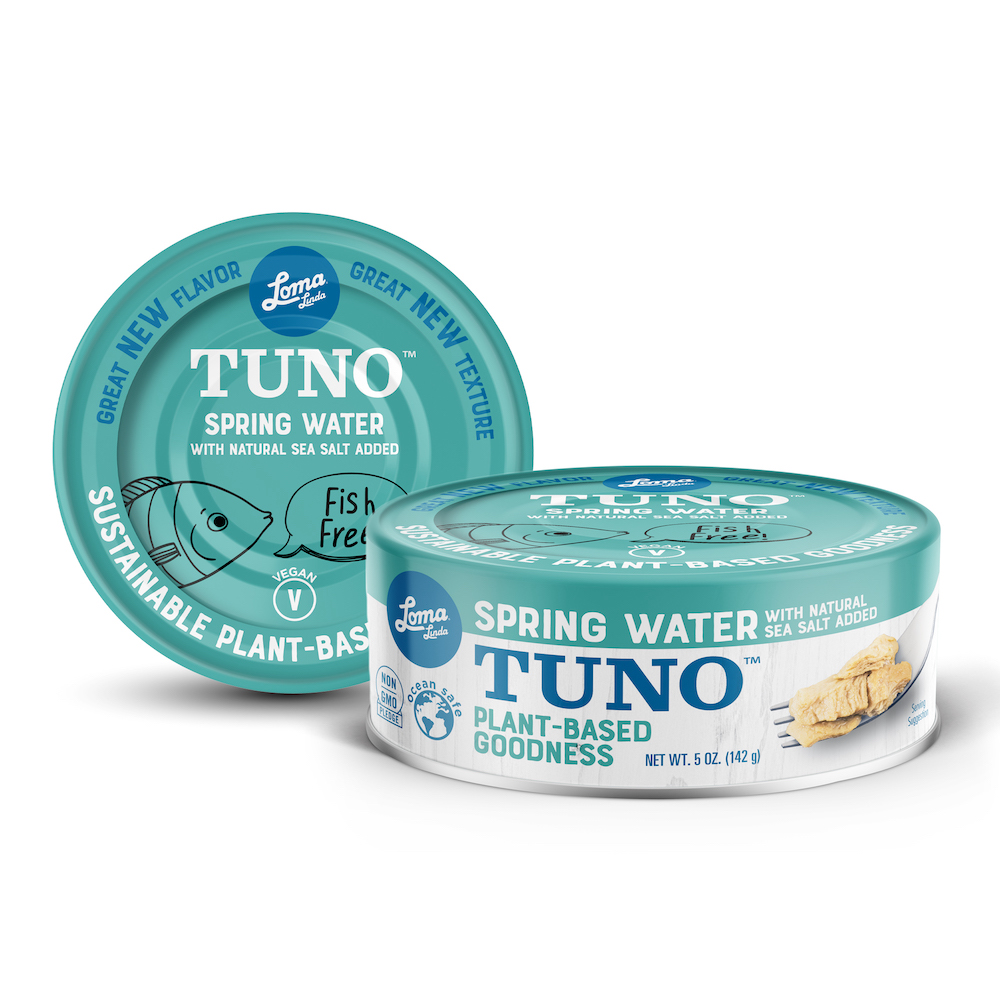 GREAT NEW FLAVOR
Loma
Linda
GREAT NEW TEXTURE
TUNO™
SPRING WATER
WITH NATURAL SEA SALT ADDED
Fish
Free
VEGAN
V
SUSTAINABLE PLANT-BAS
GREAT NEW FLAVOR
Loma
Linda
GREAT NEW TEXTURE
TUNO™
SPRING WATER
WITH NATURAL SEA SALT ADDED
Fish
Free!
VEGAN
V
SUSTAINABLE PLANT-BASED GOODNESS
Loma
Linda
SPRING WATER
WITH NATURAL
SEA SALT ADDED
TUNO™
NON
GMO
PLEDGE
ocean safe
PLANT-BASED
GOODNESS
NET WT. 5 OZ. (142 g)
Serving
Suggestion